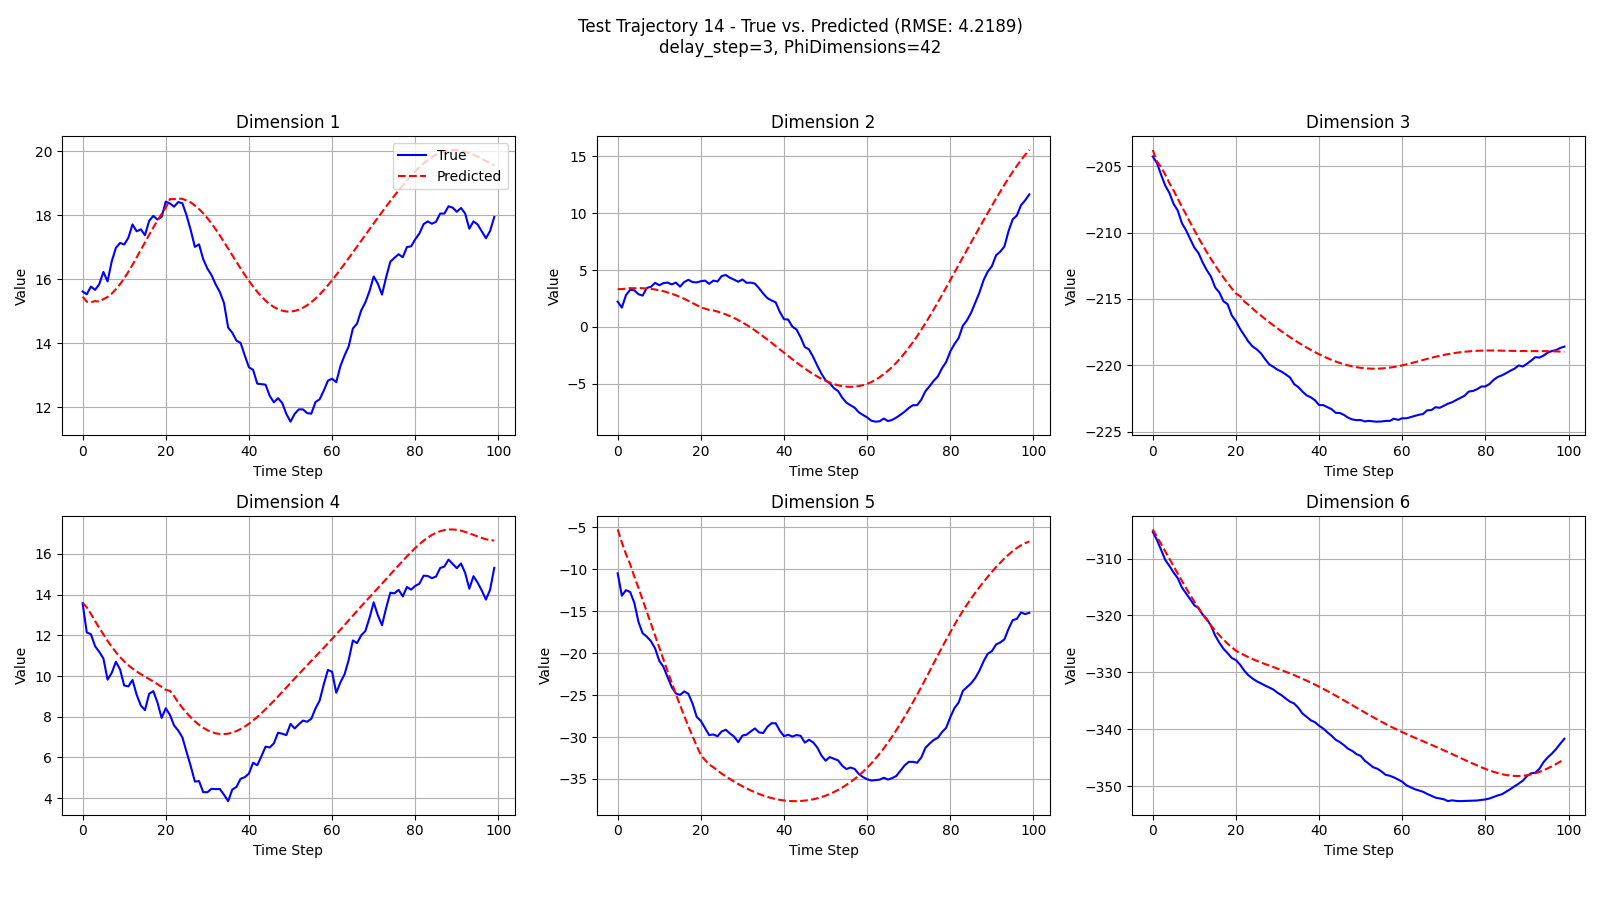 Test Trajectory 14 - True vs. Predicted (RMSE: 4.2189)
delay_step=3, PhiDimensions=42
Dimension 1
20
18
16
14
12
Value
0 20 40 60 80 100
Time Step
True
Predicted
Dimension 2
15
10
5
0
−5
Value
0 20 40 60 80 100
Time Step
Dimension 3
−205
−210
−215
−220
−225
Value
0 20 40 60 80 100
Time Step
Dimension 4
16
14
12
10
8
6
4
Value
0 20 40 60 80 100
Time Step
Dimension 5
−5
−10
−15
−20
−25
−30
−35
Value
0 20 40 60 80 100
Time Step
Dimension 6
−310
−320
−330
−340
−350
Value
0 20 40 60 80 100
Time Step